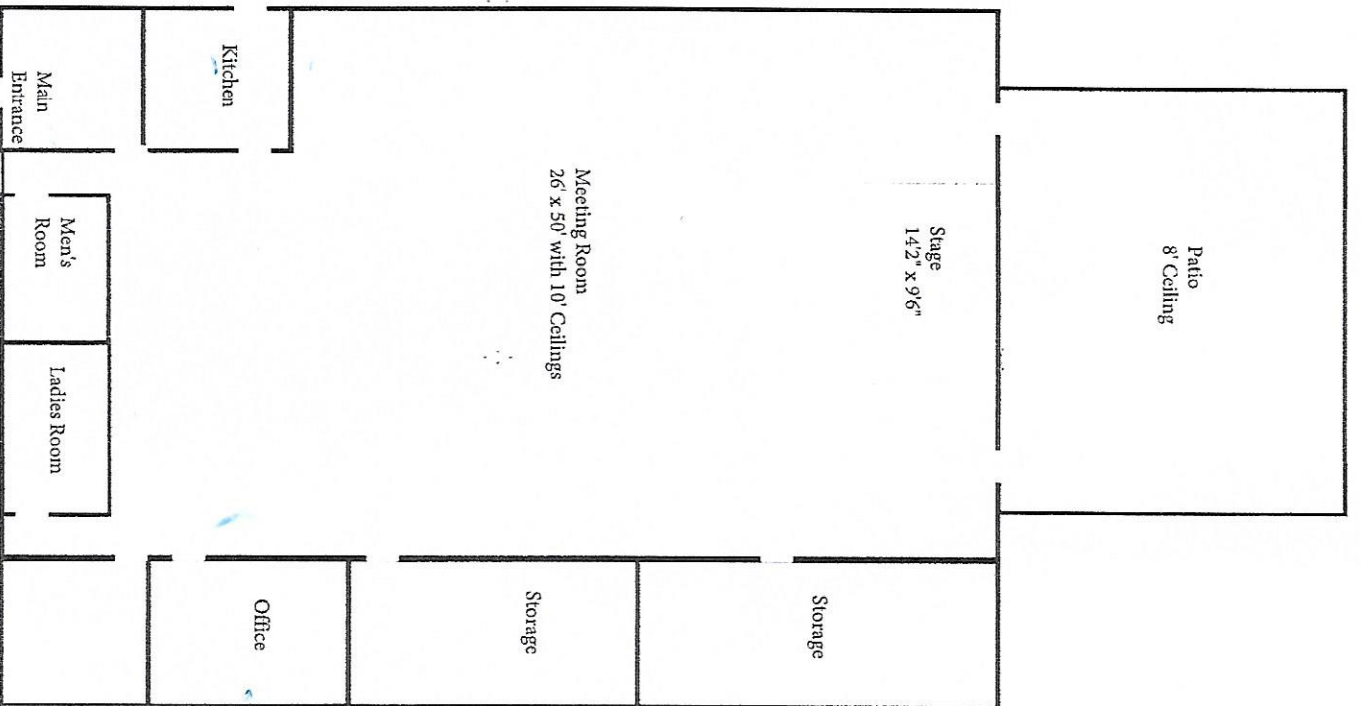 Patio
8' Ceiling
Stage
14'2" x 9'6"
Meeting Room
26' x 50' with 10' Ceilings
Kitchen
Main
Entrance
Men's
Room
Ladies Room
Office
Storage
Storage